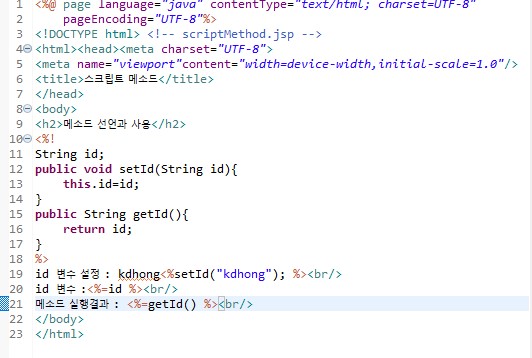 1 <%@ page language="java" contentType="text/html; charset=UTF-8"
2 pageEncoding="UTF-8"%>
3 <!DOCTYPE html> <!-- scriptMethod.jsp -->
4 <html><head><meta charset="UTF-8">
5 <meta name="viewport"content="width=device-width,initial-scale=1.0"/>
6 <title>스크립트 메소드</title>
7 </head>
8 <body>
9 <h2>메소드 선언과 사용</h2>
10 <%!
11 String id;
12 public void setId(String id){
13 this.id=id;
14 }
15 public String getId(){
16 return id;
17 }
18 %>
19 id 변수 설정 : kdhong<%setId("kdhong"); %><br/>
20 id 변수 :<%=id %><br/>
21 메소드 실행결과 : <%=getId() %><br/>
22 </body>
23 </html>